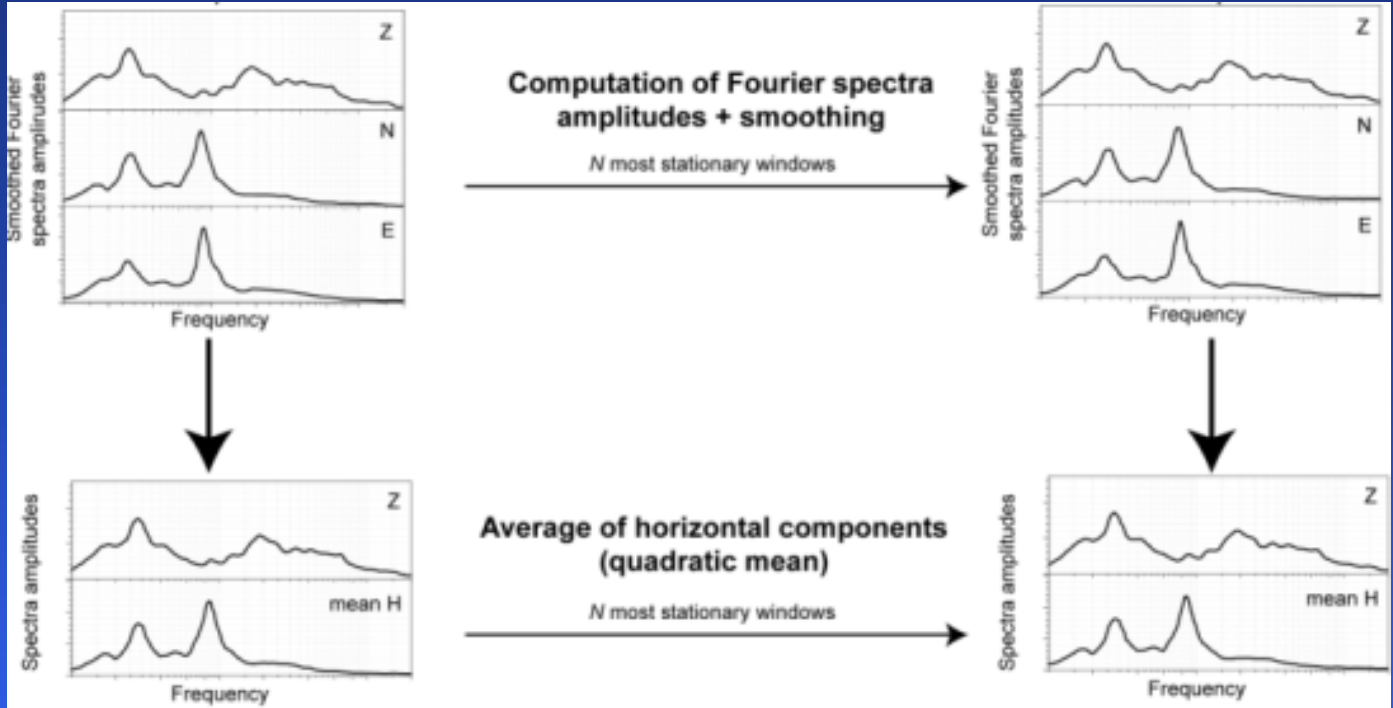 Smoothed Fourier
spectra amplirudes
Z
N
E
Frequency
Computation of Fourier spectra
amplitudes + smoothing
N most stationary windows
Smoothed Fourier
spectra amplitudes
Z
N
E
Frequency
Spectra amplitudes
Z
mean H
Frequency
Average of horizontal components
(quadratic mean)
N most stationary windows
Spectra amplitudes
Z
mean H
Frequency